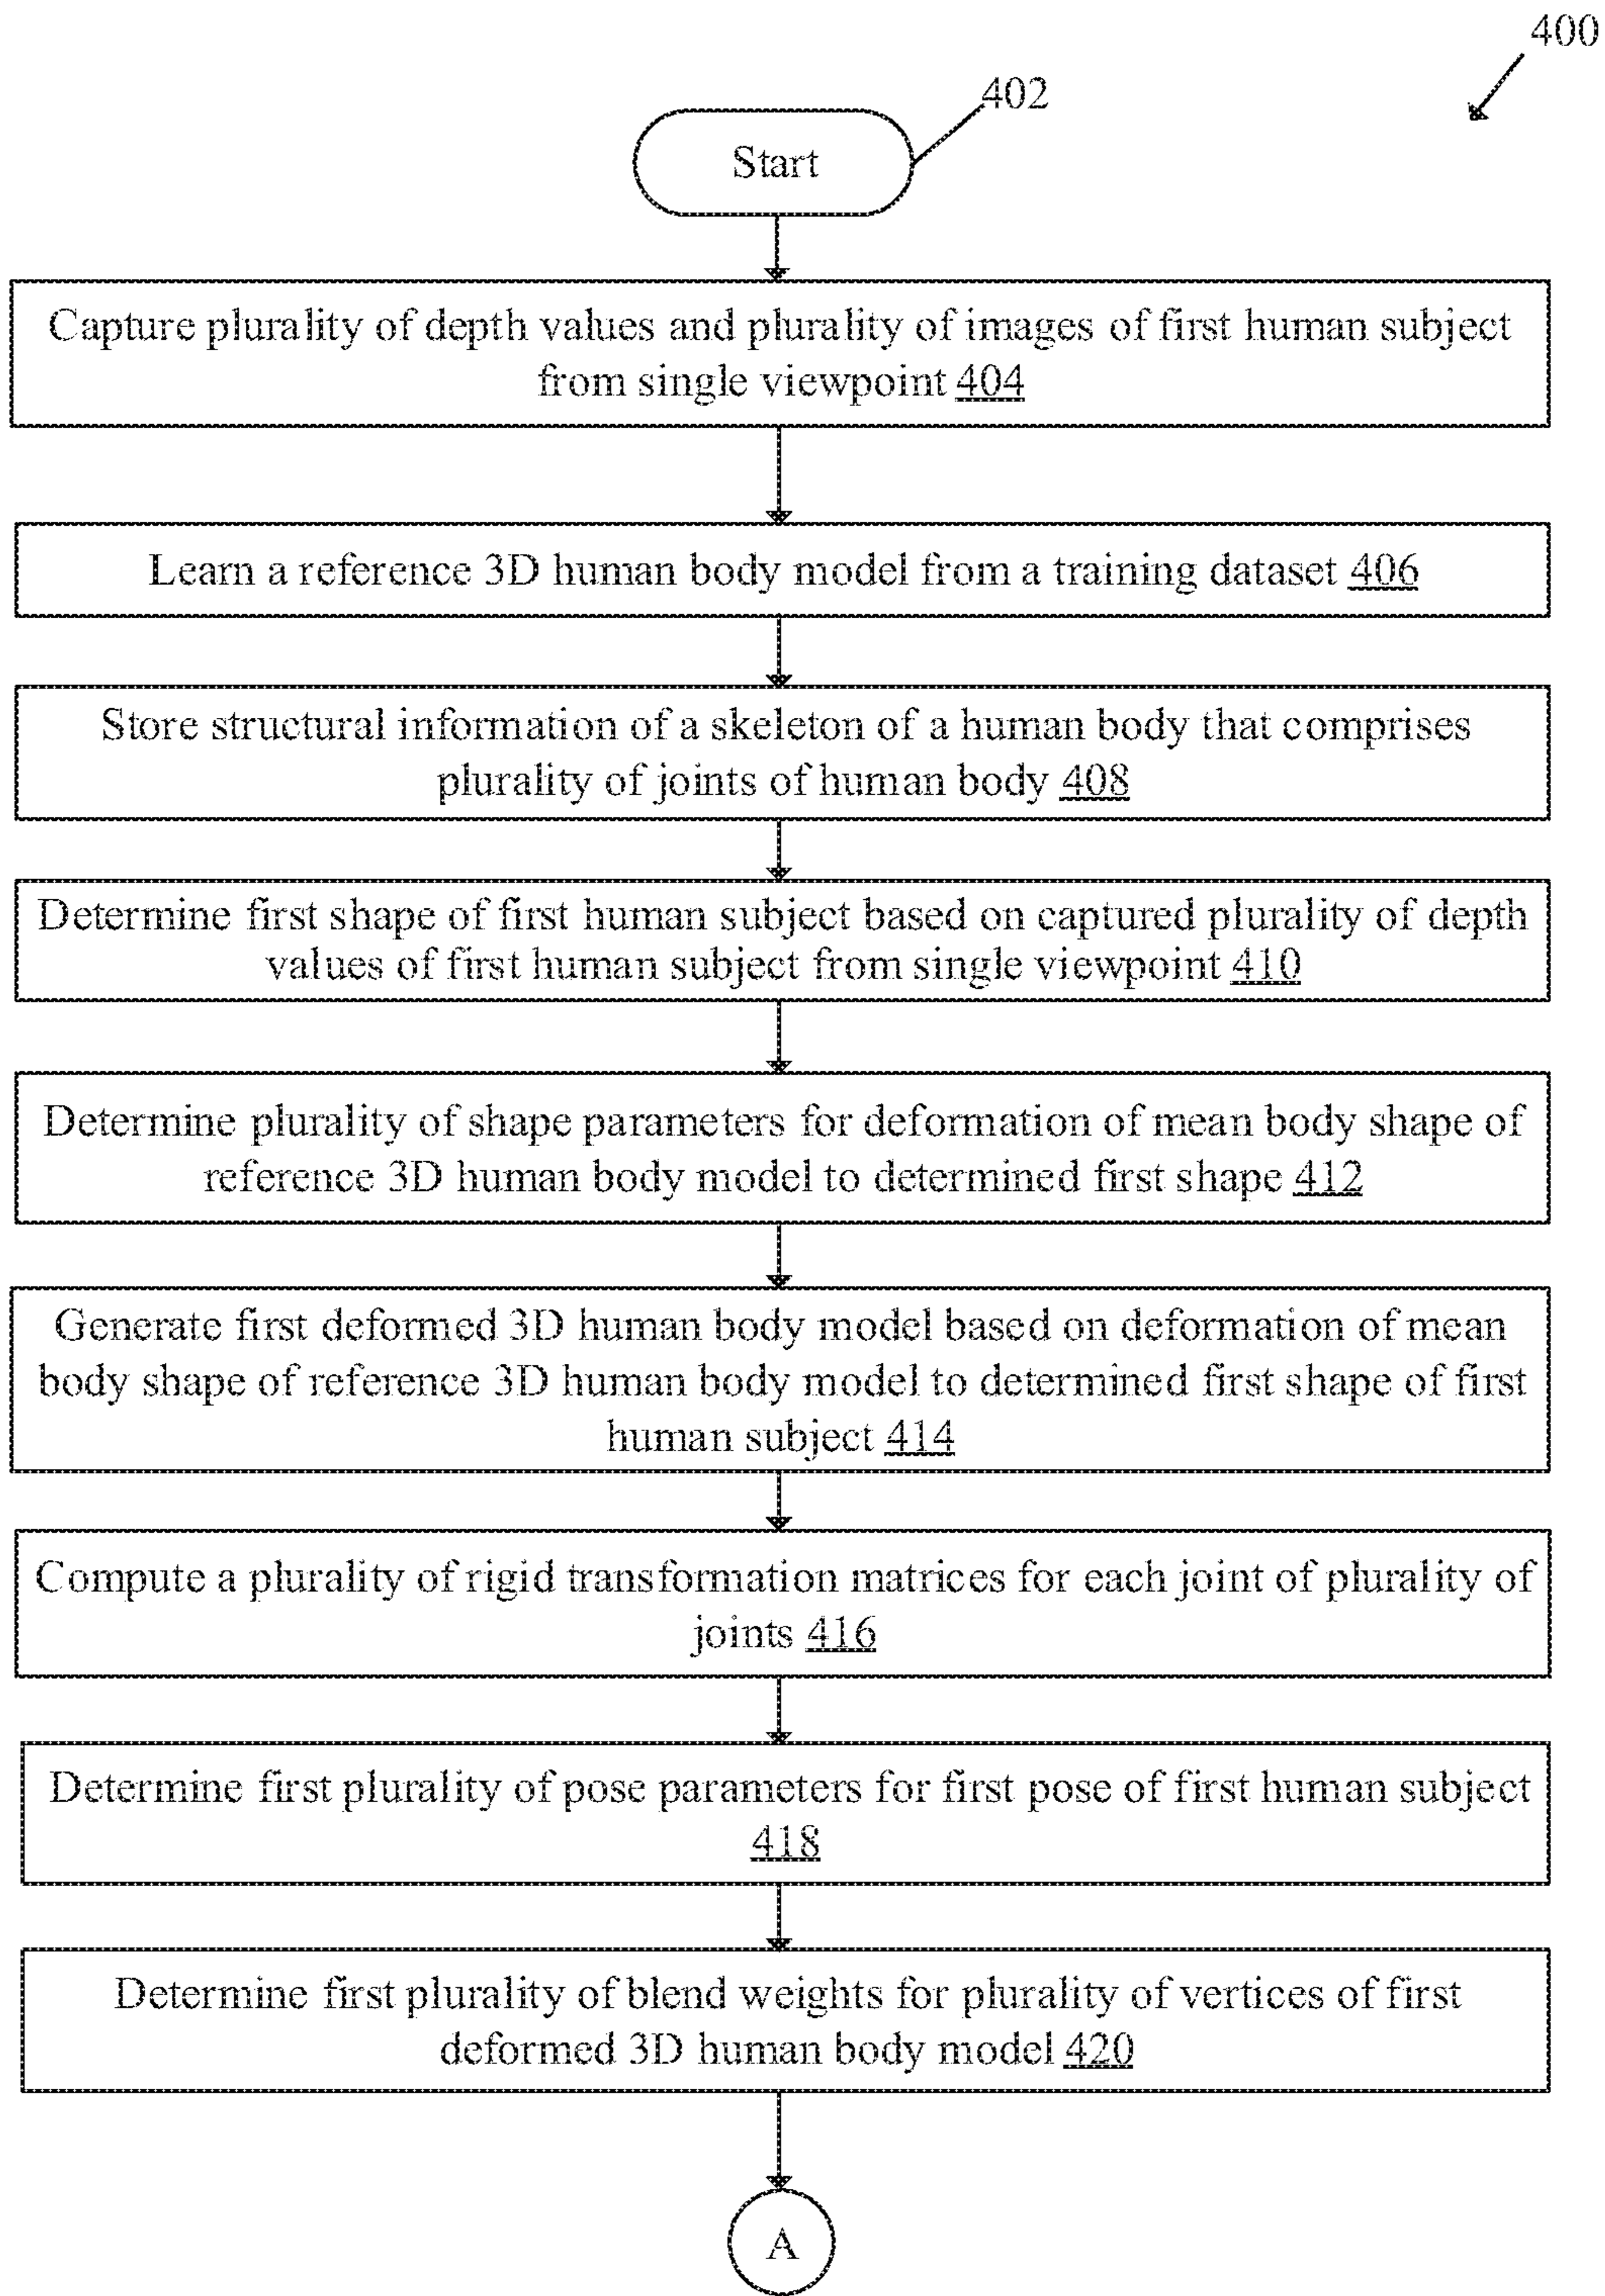 400
402
Start
Capture plurality of depth values and plurality of images of first human subject
from single viewpoint 404
Learn a reference 3D human body model from a training dataset 406
Store structural information of a skeleton of a human body that comprises
plurality of joints of human body 408
Determine first shape of first human subject based on captured plurality of depth
values of first human subject from single viewpoint 410
Determine plurality of shape parameters for deformation of mean body shape of
reference 3D human body model to determined first shape 412
Generate first deformed 3D human body model based on deformation of mean
body shape of reference 3D human body model to determined first shape of first
human subject 414
Compute a plurality of rigid transformation matrices for each joint of plurality of
joints 416
Determine first plurality of pose parameters for first pose of first human subject
418
Determine first plurality of blend weights for plurality of vertices of first
deformed 3D human body model 420
A